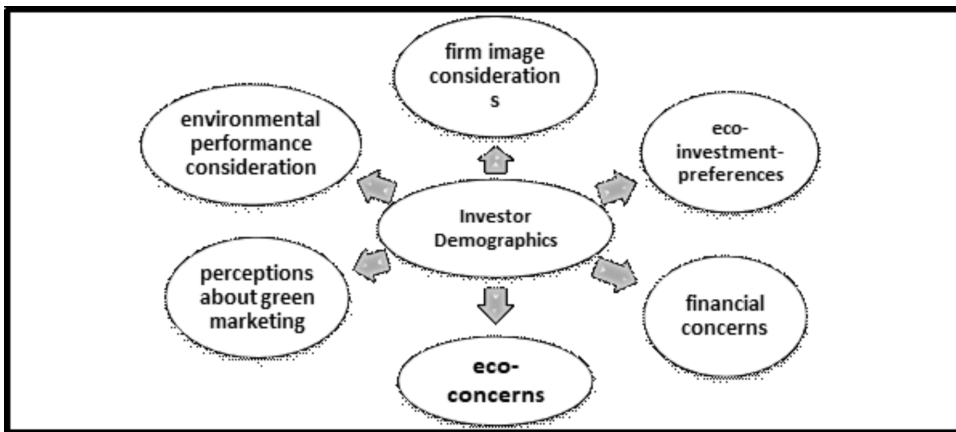 firm image
consideration
s
environmental
performance
consideration
eco-
investment-
preferences
Investor
Demographics
perceptions
about green
marketing
financial
concerns
eco-
concerns